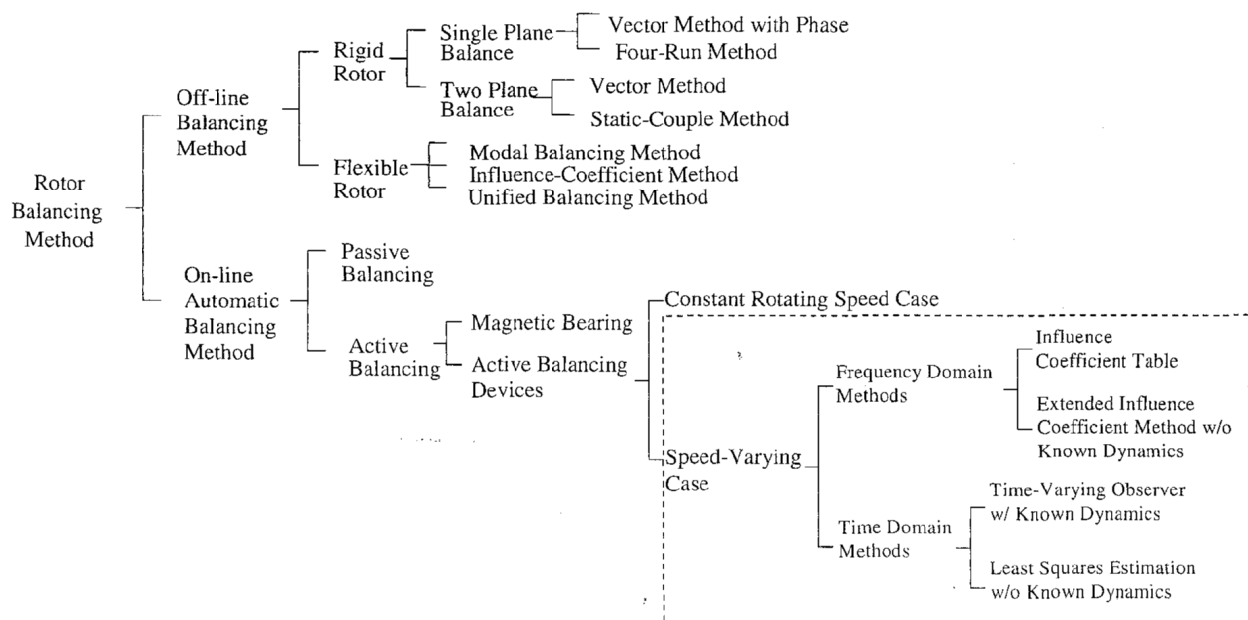 Rotor
Balancing
Method
Off-line
Balancing
Method
Rigid
Rotor
Single Plane
Balance
Vector Method with Phase
Four-Run Method
Two Plane
Balance
Vector Method
Static-Couple Method
Flexible
Rotor
Modal Balancing Method
Influence-Coefficient Method
Unified Balancing Method
On-line
Automatic
Balancing
Method
Passive
Balancing
Active
Balancing
Magnetic Bearing
Active Balancing
Devices
Constant Rotating Speed Case
Speed-Varying
Case
Frequency Domain
Methods
Influence
Coefficient Table
Extended Influence
Coefficient Method w/o
Known Dynamics
Time Domain
Methods
Time-Varying Observer
w/ Known Dynamics
Least Squares Estimation
w/o Known Dynamics